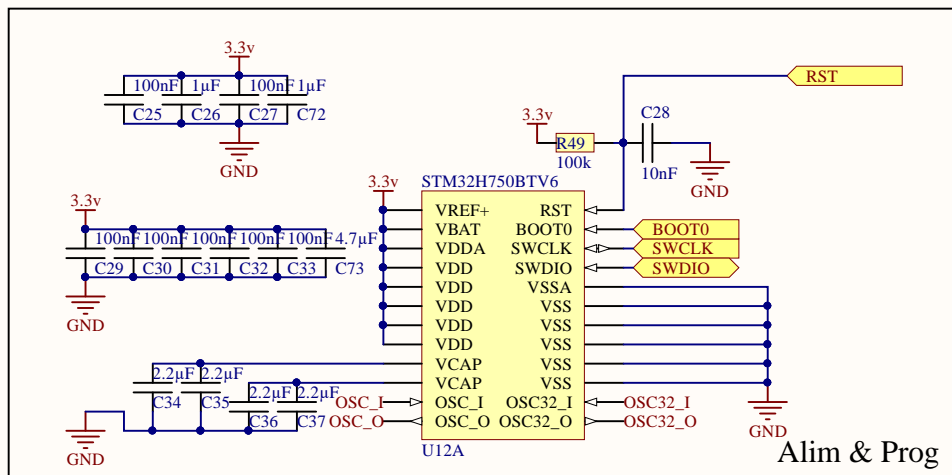 3.3v
100nF 1µF 100nF 1µF
C25 C26 C27 C72
GND
RST
3.3v
R49
100k
C28
10nF
GND
3.3v
STM32H750BTV6
VREF+ RST
VBAT BOOT0 BOOT0
VDDA SWCLK SWCLK
VDD SWDIO SWDIO
VDD VSSA
VDD VSS
VDD VSS
VDD VSS
VCAP VSS
VCAP VSS
OSC_I OSC_I OSC32_I OSC32_I
OSC_O OSC_O OSC32_O OSC32_O
U12A
GND
3.3v
100nF 100nF 100nF 100nF 100nF 4.7µF
C29 C30 C31 C32 C33 C73
GND
2.2µF 2.2µF
C34 C35
2.2µF 2.2µF
C36 C37
GND
Alim & Prog